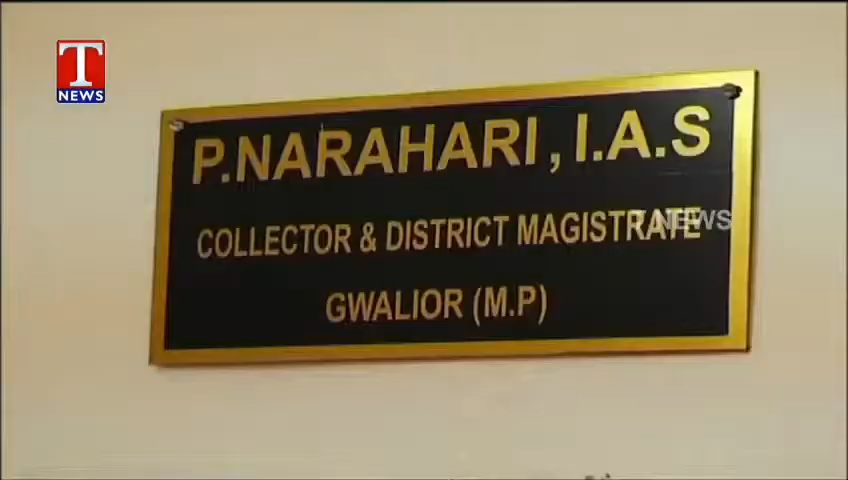 T
NEWS
P.NARAHARI, I.A.S
COLLECTOR & DISTRICT MAGISTRATE
T NEWS
GWALIOR (M.P)